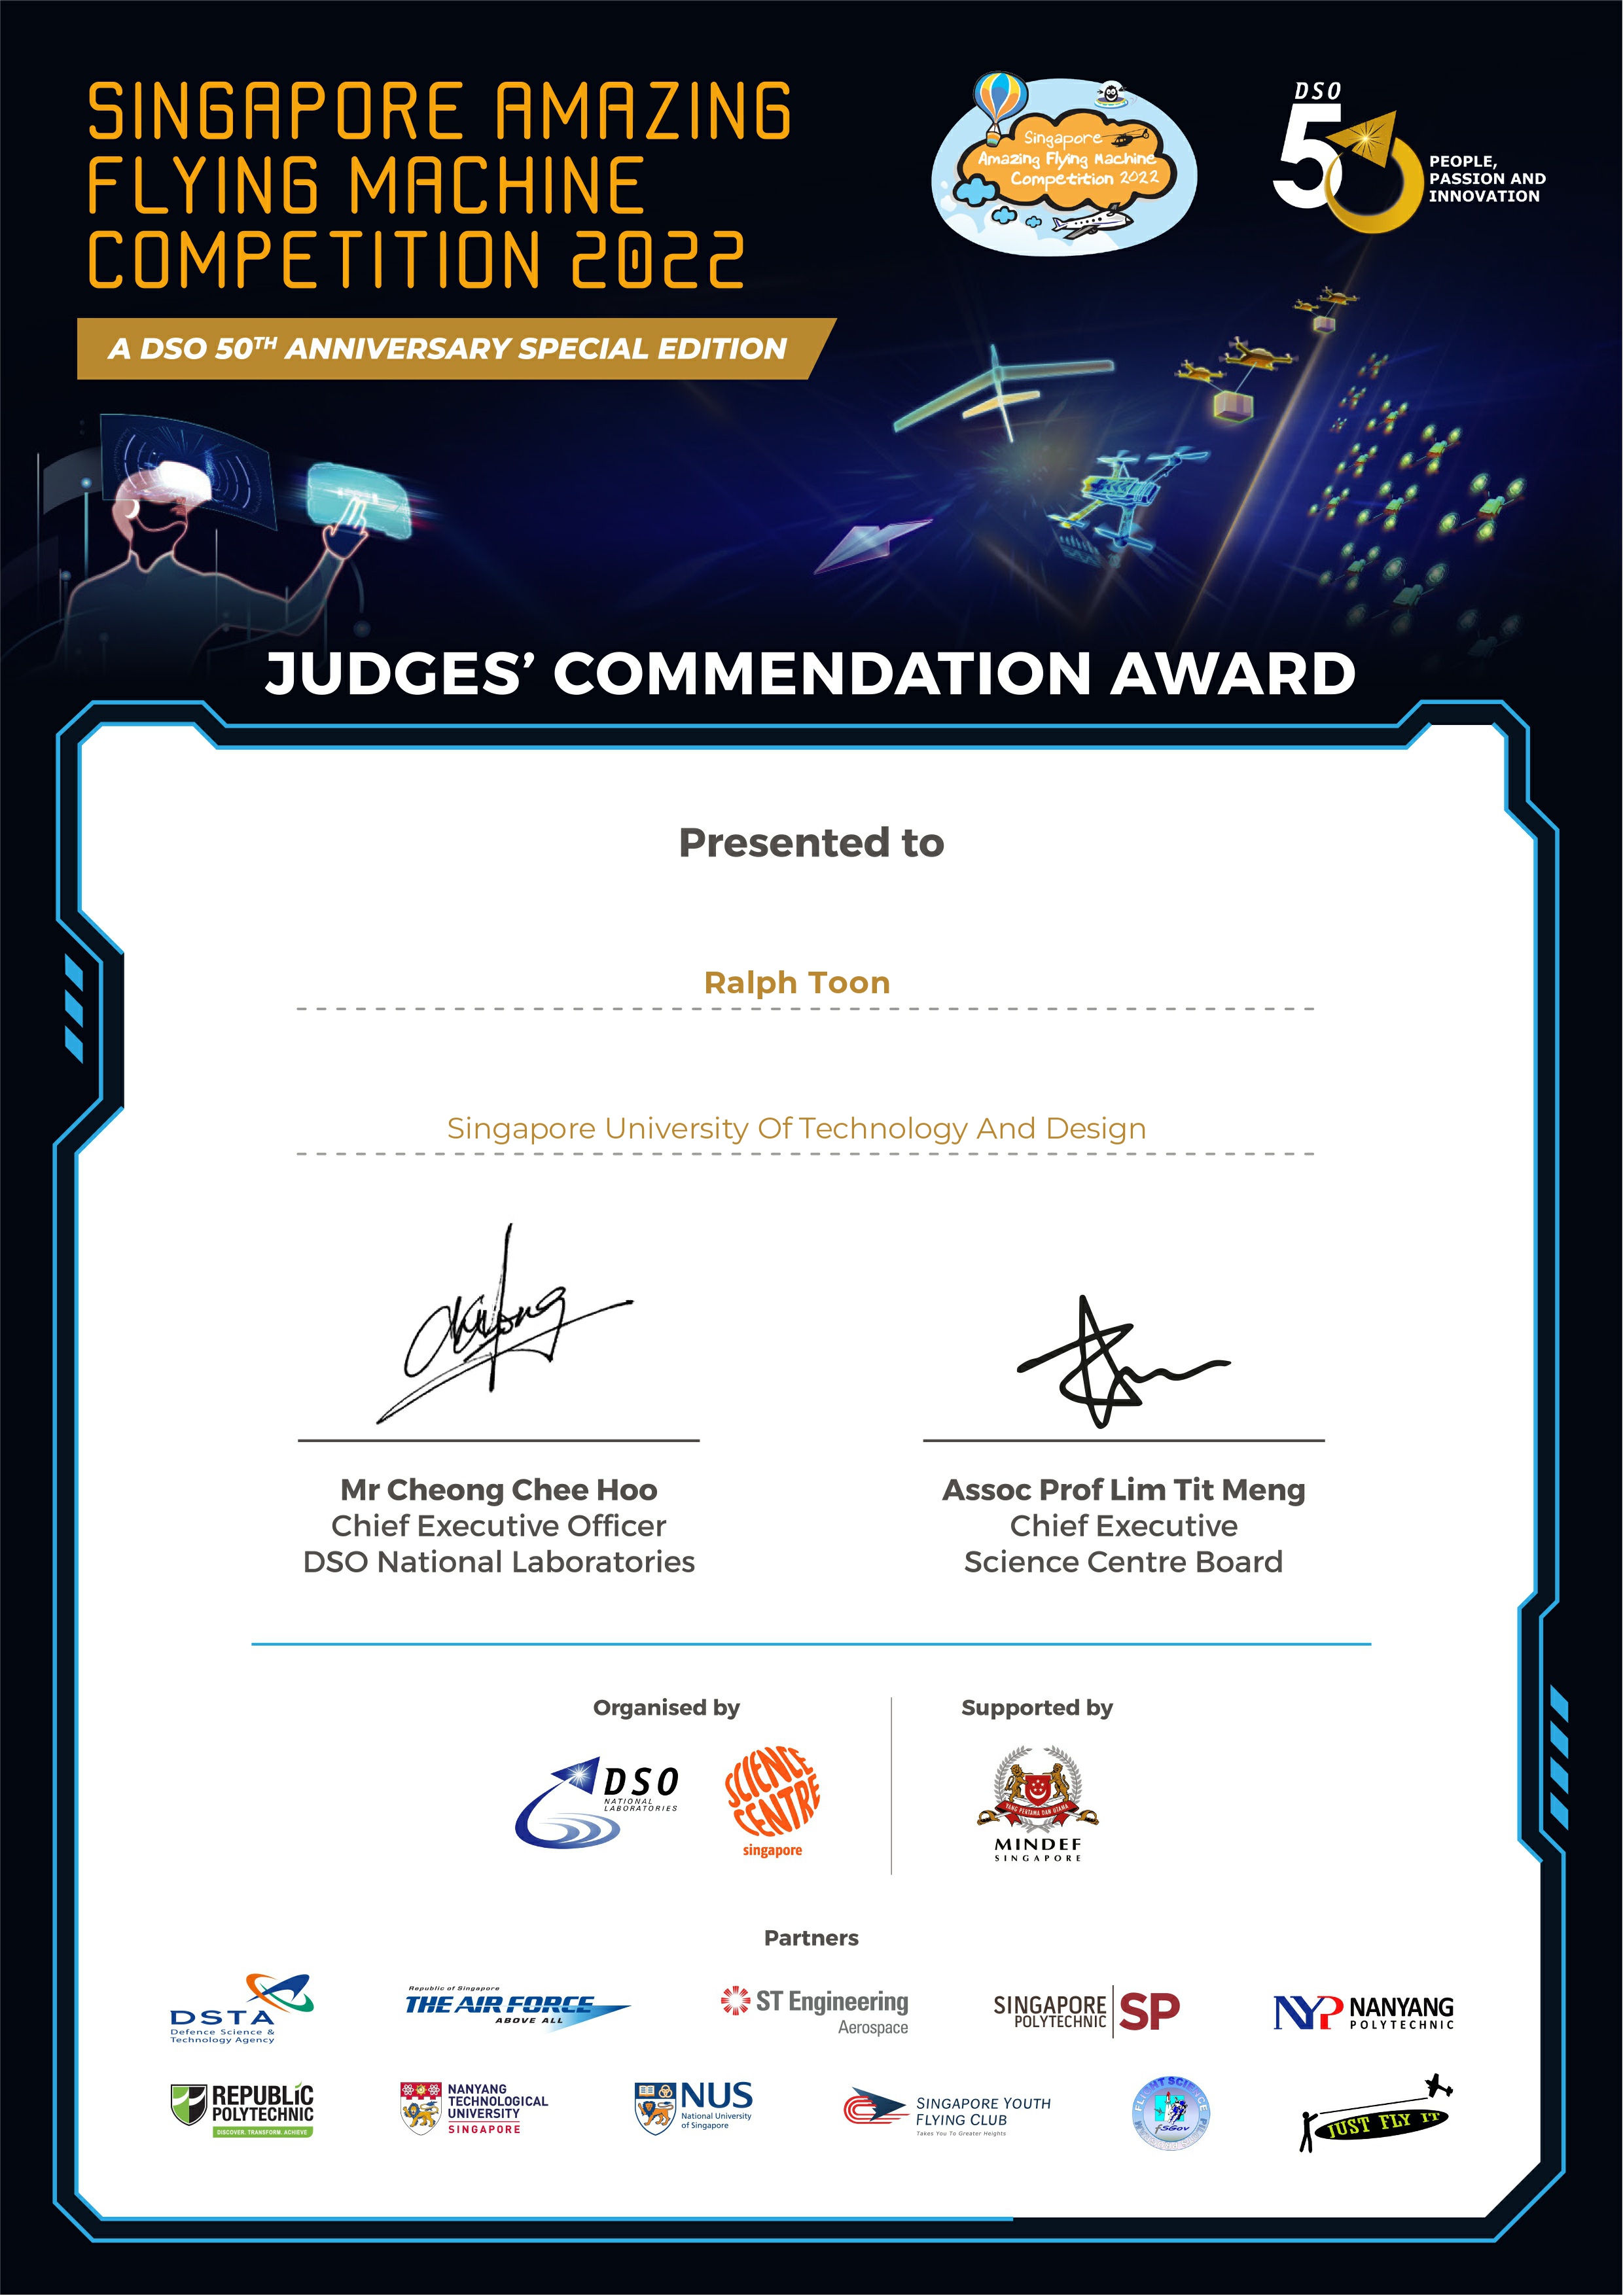 SINGAPORE AMAZING
FLYING MACHINE
COMPETITION 2022
A DSO 50TH ANNIVERSARY SPECIAL EDITION
Singapore
Amazing Flying Machine
Competition 2022
DSO
50
PEOPLE,
PASSION AND
INNOVATION
JUDGES’ COMMENDATION AWARD
Presented to
Ralph Toon
Singapore University Of Technology And Design
Mr Cheong Chee Hoo
Chief Executive Officer
DSO National Laboratories
Assoc Prof Lim Tit Meng
Chief Executive
Science Centre Board
Organised by
DSO
NATIONAL
LABORATORIES
SCIENCE
CENTRE
singapore
Supported by
YANG PERTAMA DAN UTAMA
MINDEF
SINGAPORE
Partners
DSTA
Defence Science &
Technology Agency
Republic of Singapore
THE AIR FORCE
ABOVE ALL
ST Engineering
Aerospace
SINGAPORE
POLYTECHNIC
SP
NYP
NANYANG
POLYTECHNIC
REPUBLIC
POLYTECHNIC
DISCOVER. TRANSFORM. ACHIEVE
NANYANG
TECHNOLOGICAL
UNIVERSITY
SINGAPORE
NUS
National University
of Singapore
SINGAPORE YOUTH
FLYING CLUB
Takes You To Greater Heights
FLIGHT SCIENCE
fSGov
JUST FLY IT